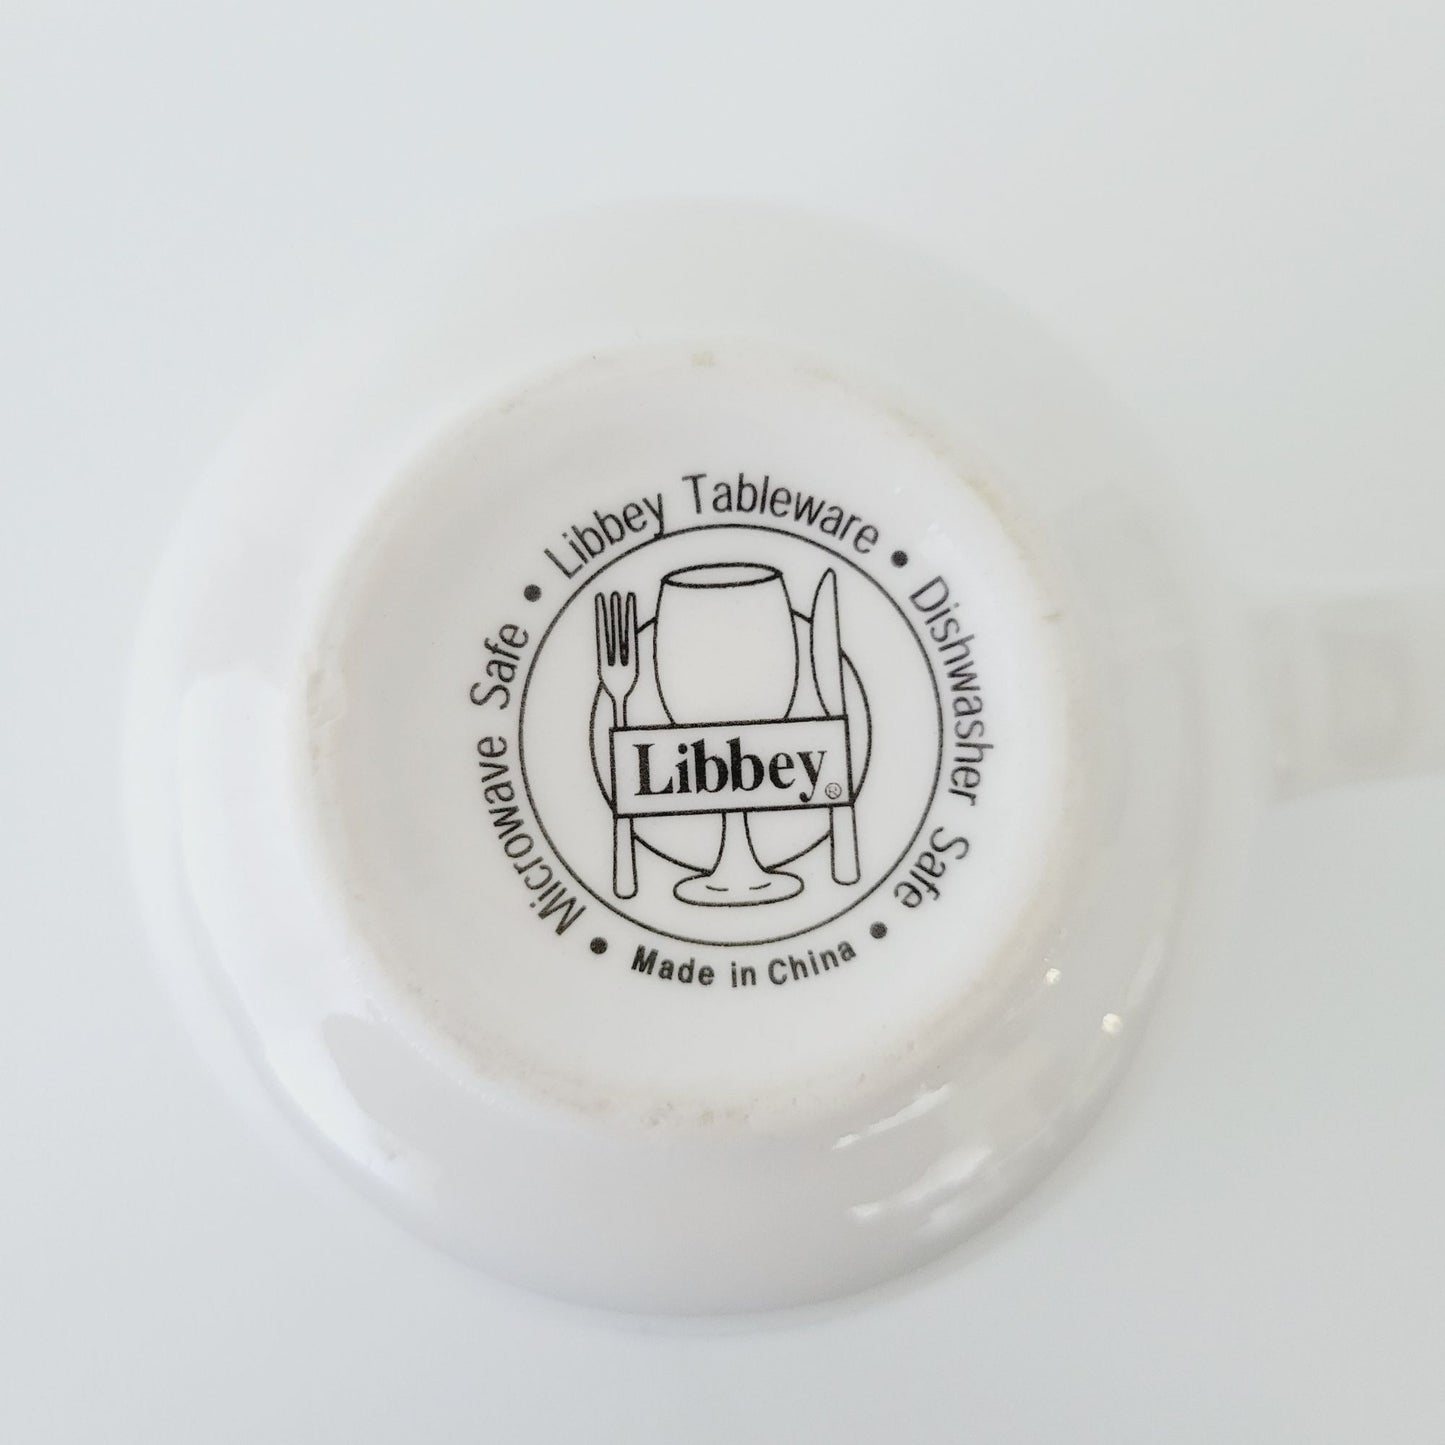 • Libbey Tableware • Dishwasher Safe • Made in China • Microwave Safe
Libbey®